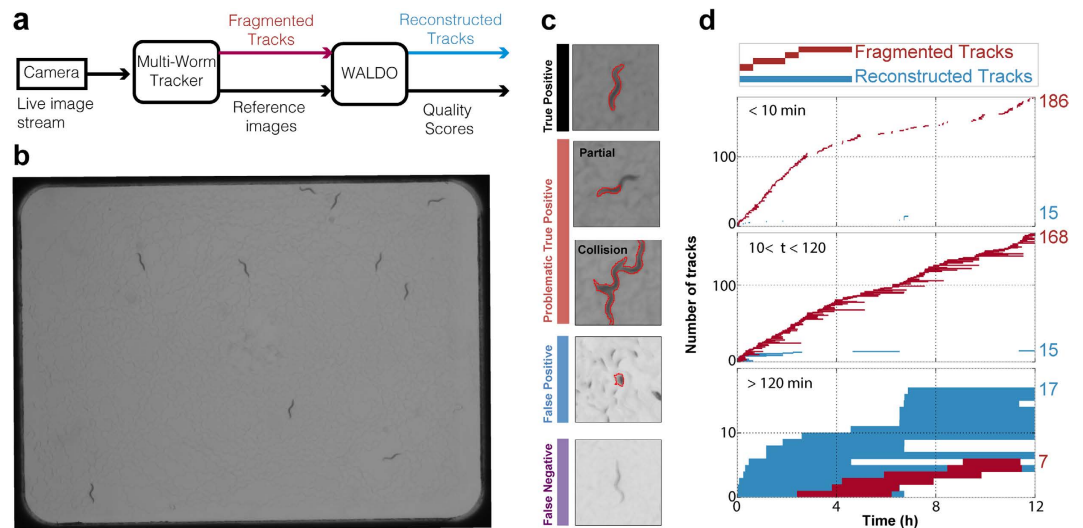 a
Camera
Live image
stream
Multi-Worm
Tracker
Fragmented
Tracks
Reference
images
WALDO
Reconstructed
Tracks
Quality
Scores
b
c
True Positive
Problematic True Positive
Partial
Collision
False Positive
False Negative
d
Fragmented Tracks
Reconstructed Tracks
Number of tracks
< 10 min
186
100
15
0
10< t < 120
168
100
15
0
> 120 min
17
10
7
0
0 4 8 12
Time (h)